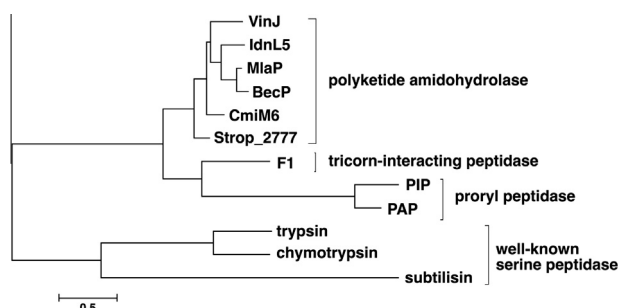 VinJ
IdnL5
MlaP
BecP
CmiM6
Strop_2777
polyketide amidohydrolase
F1
tricorn-interacting peptidase
PIP
PAP
proryl peptidase
trypsin
chymotrypsin
subtilisin
well-known
serine peptidase
0.5